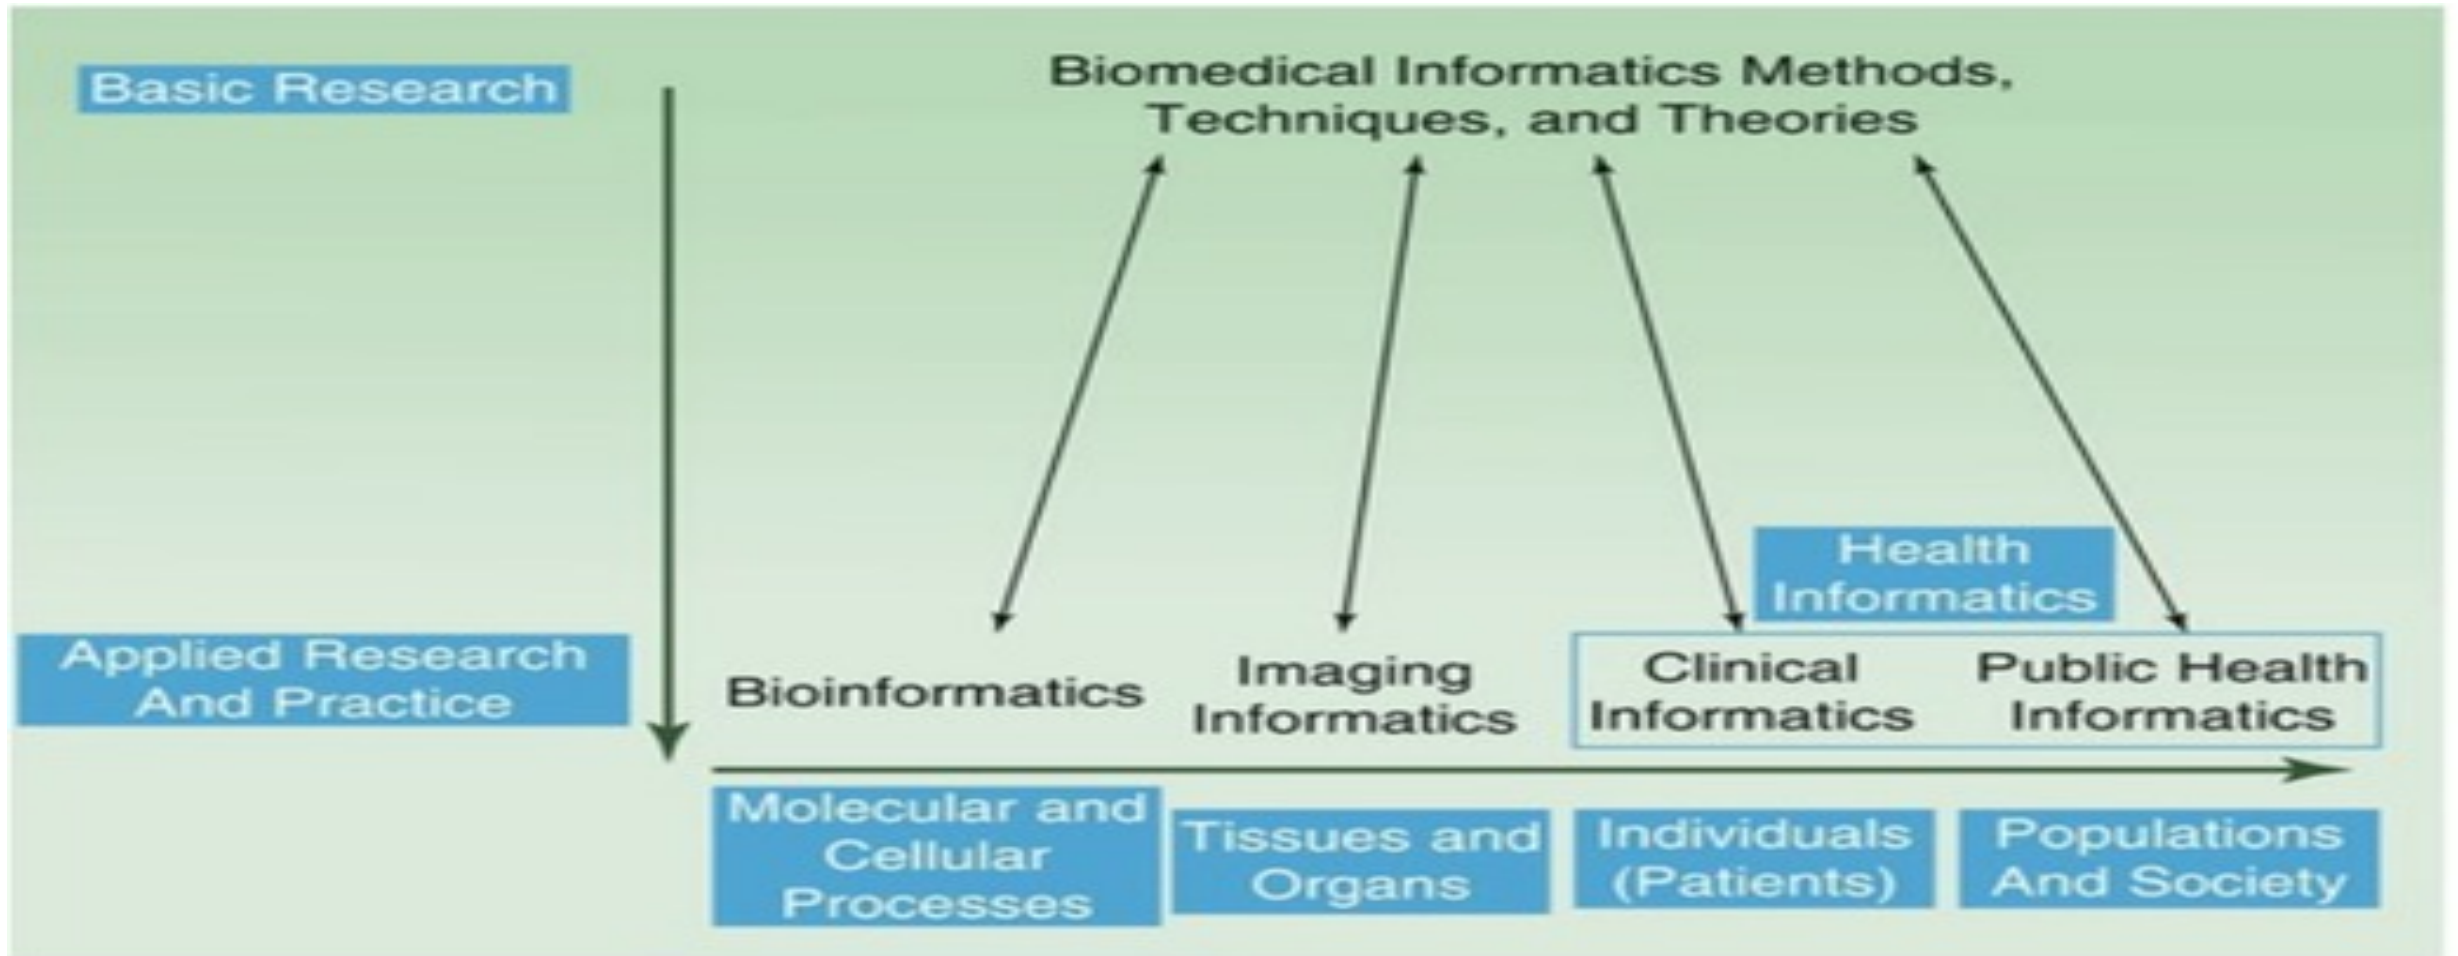 Basic Research
Biomedical Informatics Methods,
Techniques, and Theories
Health
Informatics
Applied Research
And Practice
Bioinformatics
Imaging
Informatics
Clinical
Informatics
Public Health
Informatics
Molecular and
Cellular
Processes
Tissues and
Organs
Individuals
(Patients)
Populations
And Society